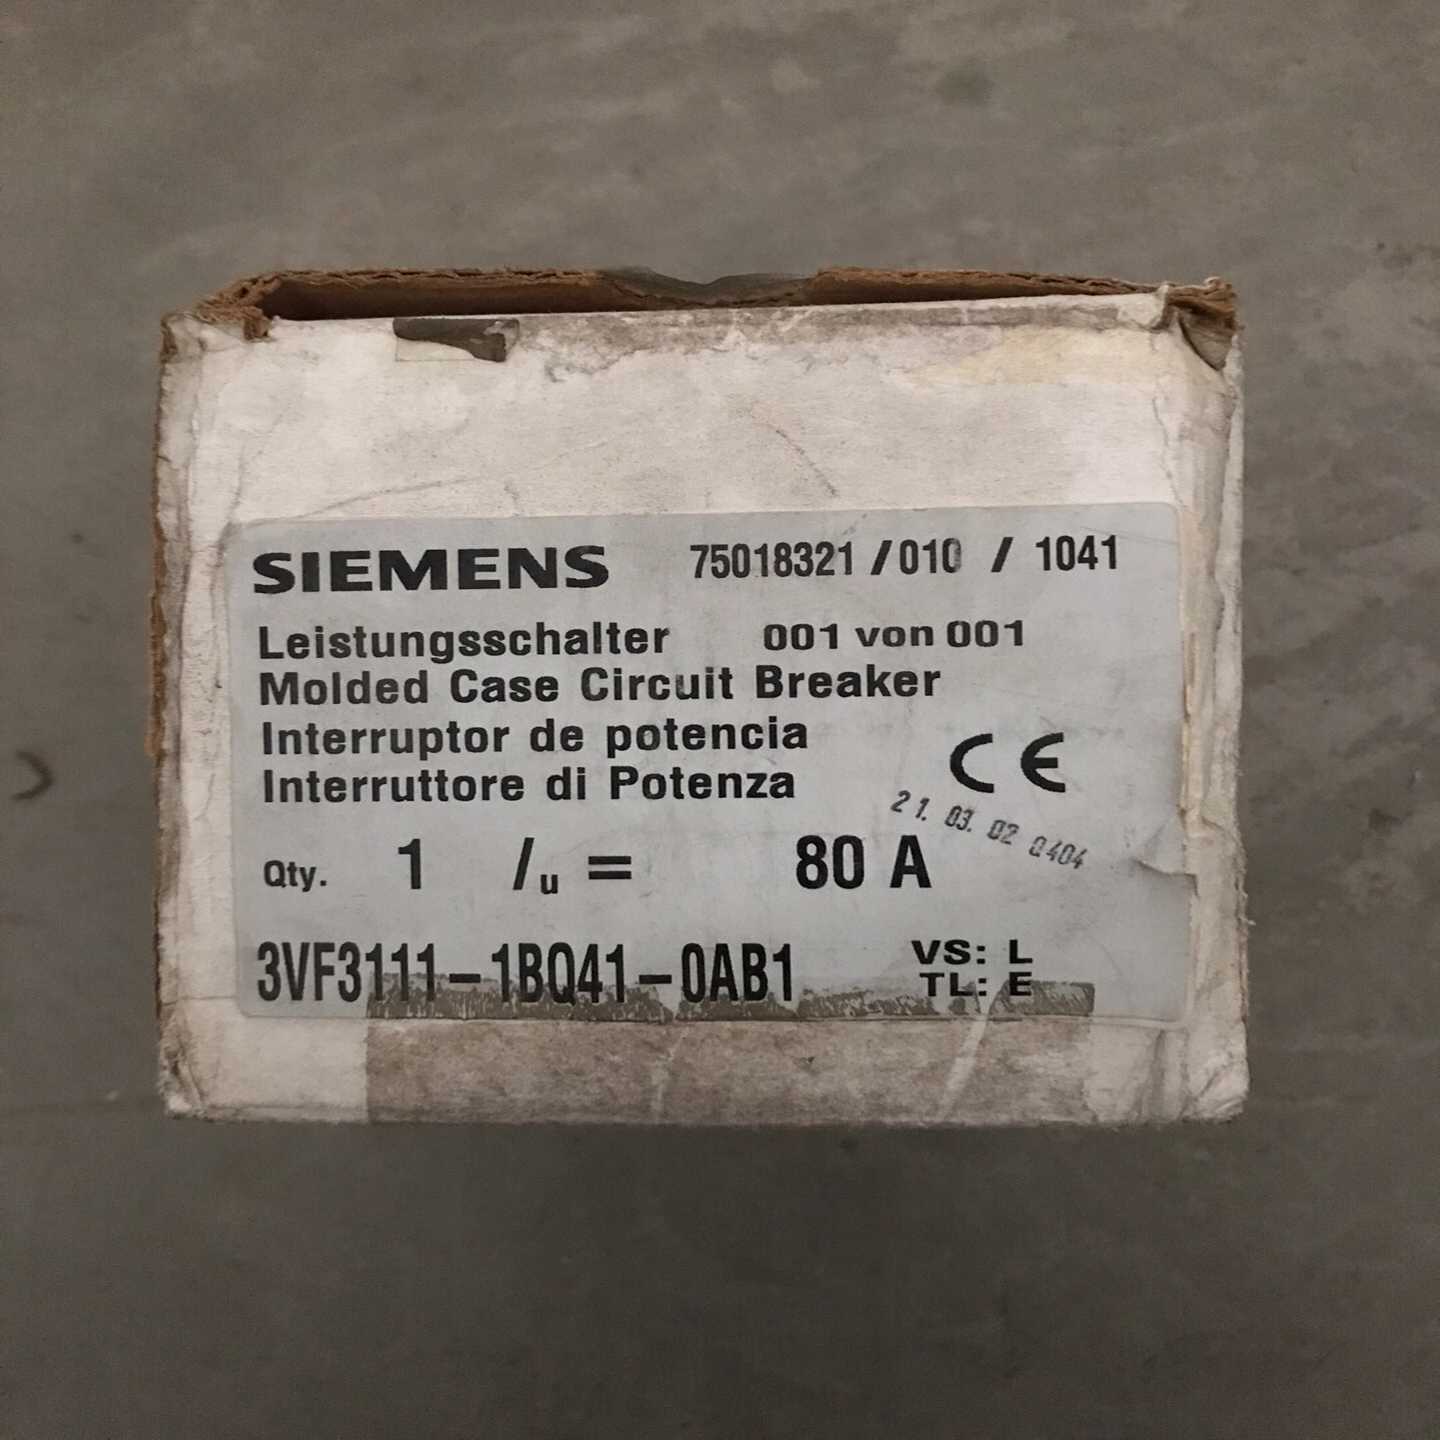 SIEMENS 75018321 / 010 / 1041
Leistungsschalter 001 von 001
Molded Case Circuit Breaker
Interruptor de potencia
Interruttore di Potenza
CE
21. 03. 02 0404
Qty. 1 Iu = 80 A
3VF3111-1BQ41-0AB1
VS: L
TL: E